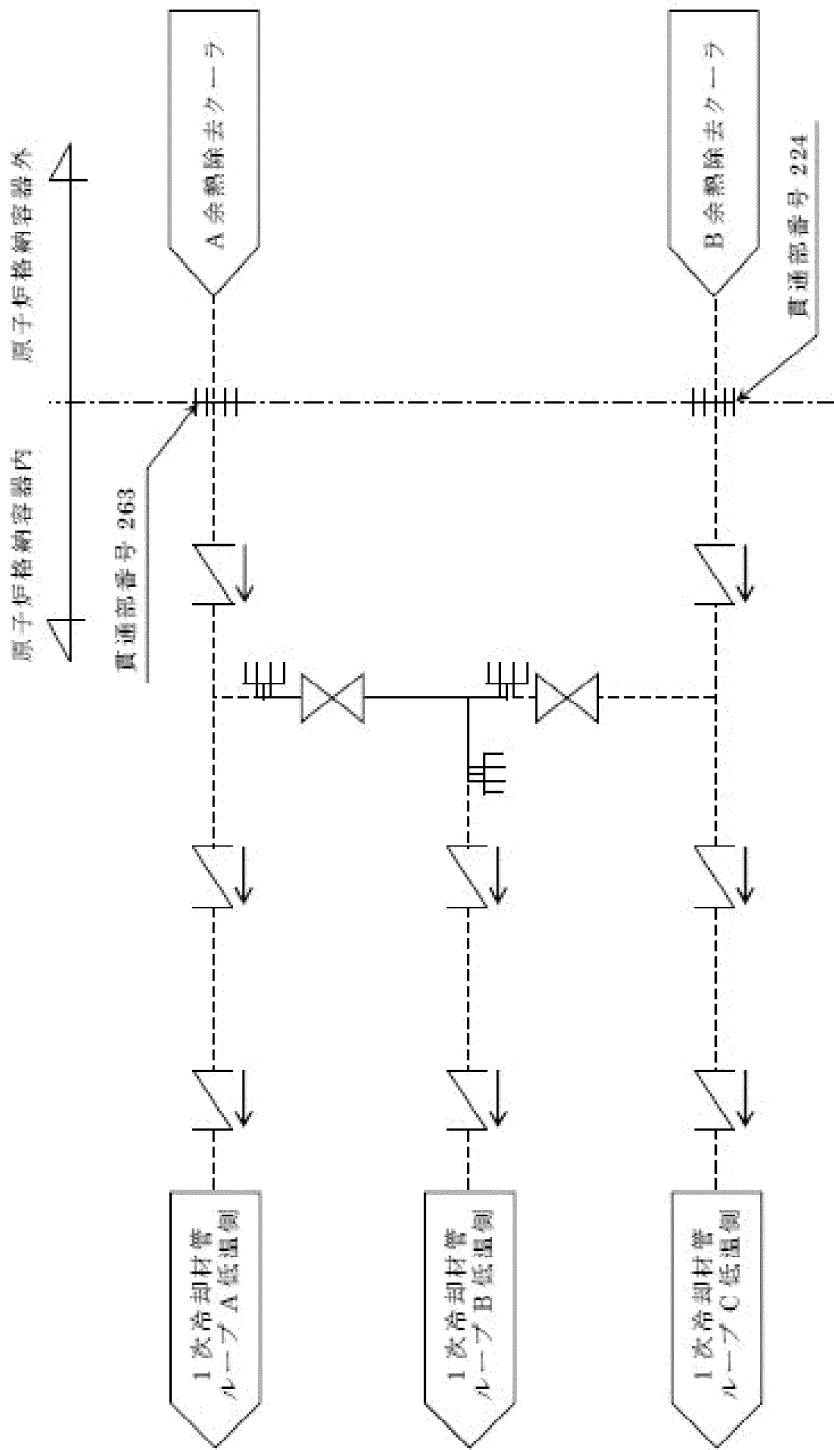 原子炉格納容器内
原子炉格納容器外
貫通部番号 263
A 余熱除去クーラ
B 余熱除去クーラ
貫通部番号 224
1次冷却材管
ループ A 低温側
1次冷却材管
ループ B 低温側
1次冷却材管
ループ C 低温側